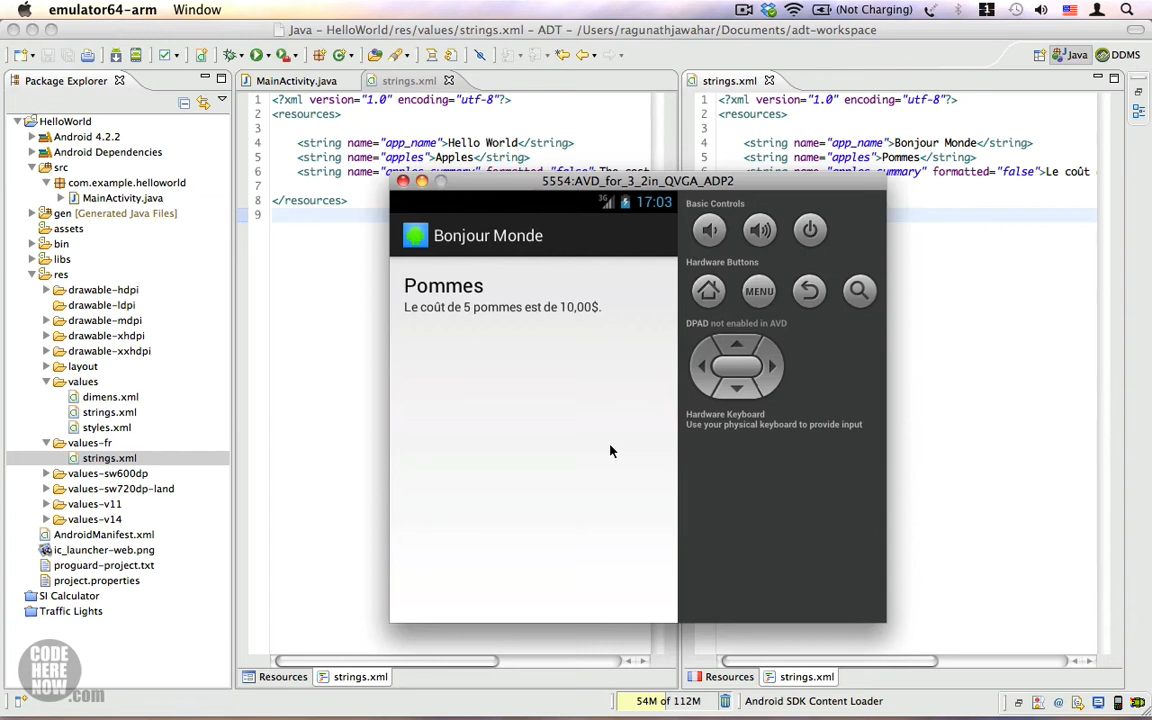 emulator64-arm Window (Not Charging)
Java – HelloWorld/res/values/strings.xml – ADT – /Users/ragunathjawahar/Documents/adt-workspace
Java DDMS
Package Explorer
HelloWorld
Android 4.2.2
Android Dependencies
src
com.example.helloworld
MainActivity.java
gen [Generated Java Files]
assets
bin
libs
res
drawable-hdpi
drawable-ldpi
drawable-mdpi
drawable-xhdpi
drawable-xxhdpi
layout
values
dimens.xml
strings.xml
styles.xml
values-fr
strings.xml
values-sw600dp
values-sw720dp-land
values-v11
values-v14
AndroidManifest.xml
ic_launcher-web.png
proguard-project.txt
project.properties
SI Calculator
Traffic Lights
MainActivity.java strings.xml
1 <?xml version="1.0" encoding="utf-8"?>
2 <resources>
3
4 <string name="app_name">Hello World</string>
5 <string name="apples">Apples</string>
6 <string name="apples_summary" formatted="false">The cost
7
8 </resources>
9
strings.xml
1 <?xml version="1.0" encoding="utf-8"?>
2 <resources>
3
4 <string name="app_name">Bonjour Monde</string>
5 <string name="apples">Pommes</string>
6 <string name="apples_summary" formatted="false">Le coût
5554:AVD_for_3_2in_QVGA_ADP2
3G 17:03
Bonjour Monde
Pommes
Le coût de 5 pommes est de 10,00$.
Basic Controls
Hardware Buttons
MENU
DPAD not enabled in AVD
Hardware Keyboard
Use your physical keyboard to provide input
Resources strings.xml
Resources strings.xml
54M of 112M Android SDK Content Loader
CODE
HERE
NOW
.com